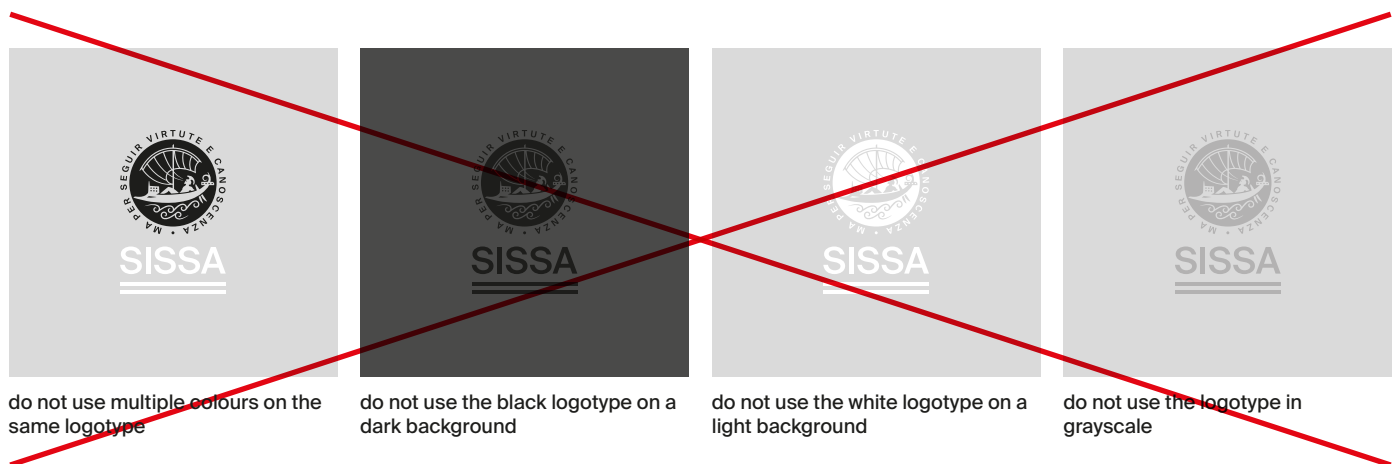 MA PER SEGUIR VIRTUTE E CANOSCENZA •
SISSA
do not use multiple colours on the
same logotype
MA PER SEGUIR VIRTUTE E CANOSCENZA •
SISSA
do not use the black logotype on a
dark background
MA PER SEGUIR VIRTUTE E CANOSCENZA •
SISSA
do not use the white logotype on a
light background
MA PER SEGUIR VIRTUTE E CANOSCENZA •
SISSA
do not use the logotype in
grayscale